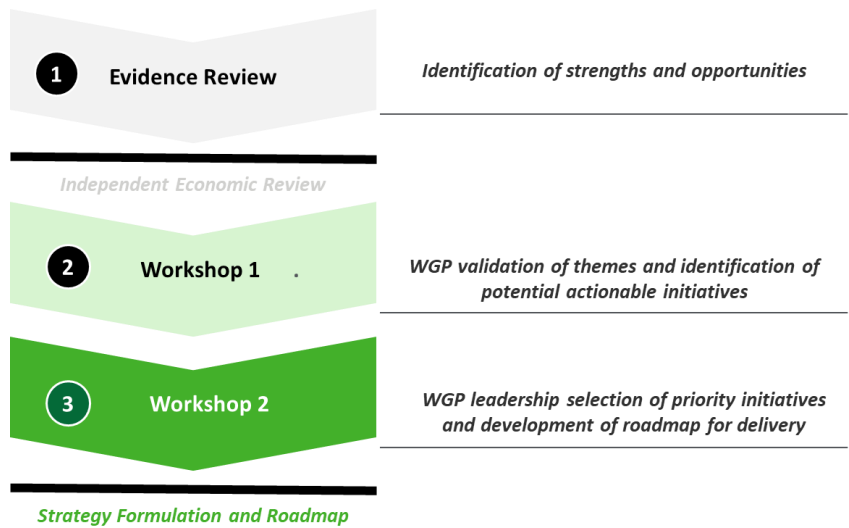 1
Evidence Review
Identification of strengths and opportunities
Independent Economic Review
2
Workshop 1 .
WGP validation of themes and identification of
potential actionable initiatives
3
Workshop 2
WGP leadership selection of priority initiatives
and development of roadmap for delivery
Strategy Formulation and Roadmap